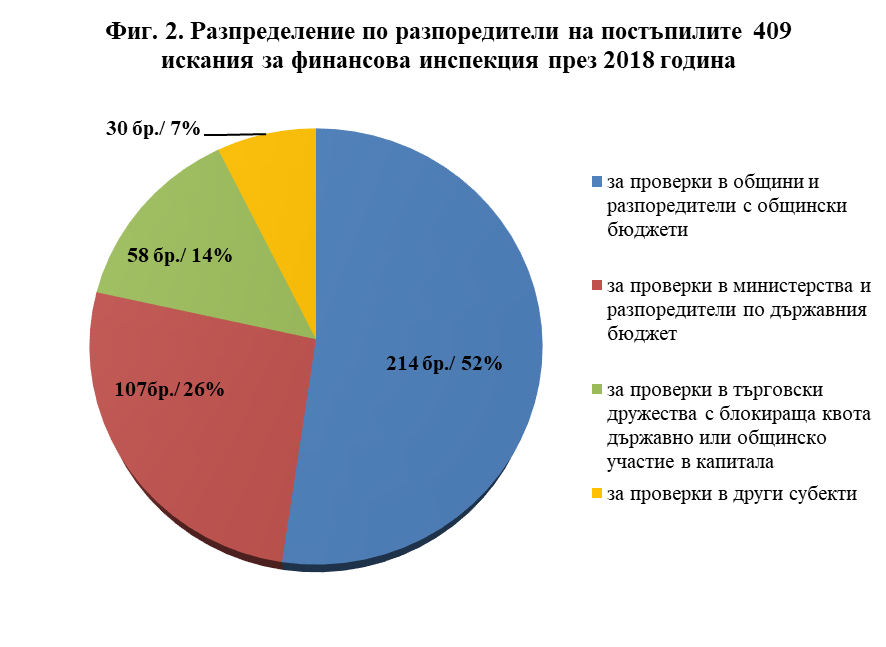 Фиг. 2. Разпределение по разпоредители на постъпилите 409
искания за финансова инспекция през 2018 година
30 бр./ 7%
58 бр./ 14%
107бр./ 26%
214 бр./ 52%
за проверки в общини и
разпоредители с общински
бюджети
за проверки в министерства и
разпоредители по държавния
бюджет
за проверки в търговски
дружества с блокираща квота
държавно или общинско
участие в капитала
за проверки в други субекти